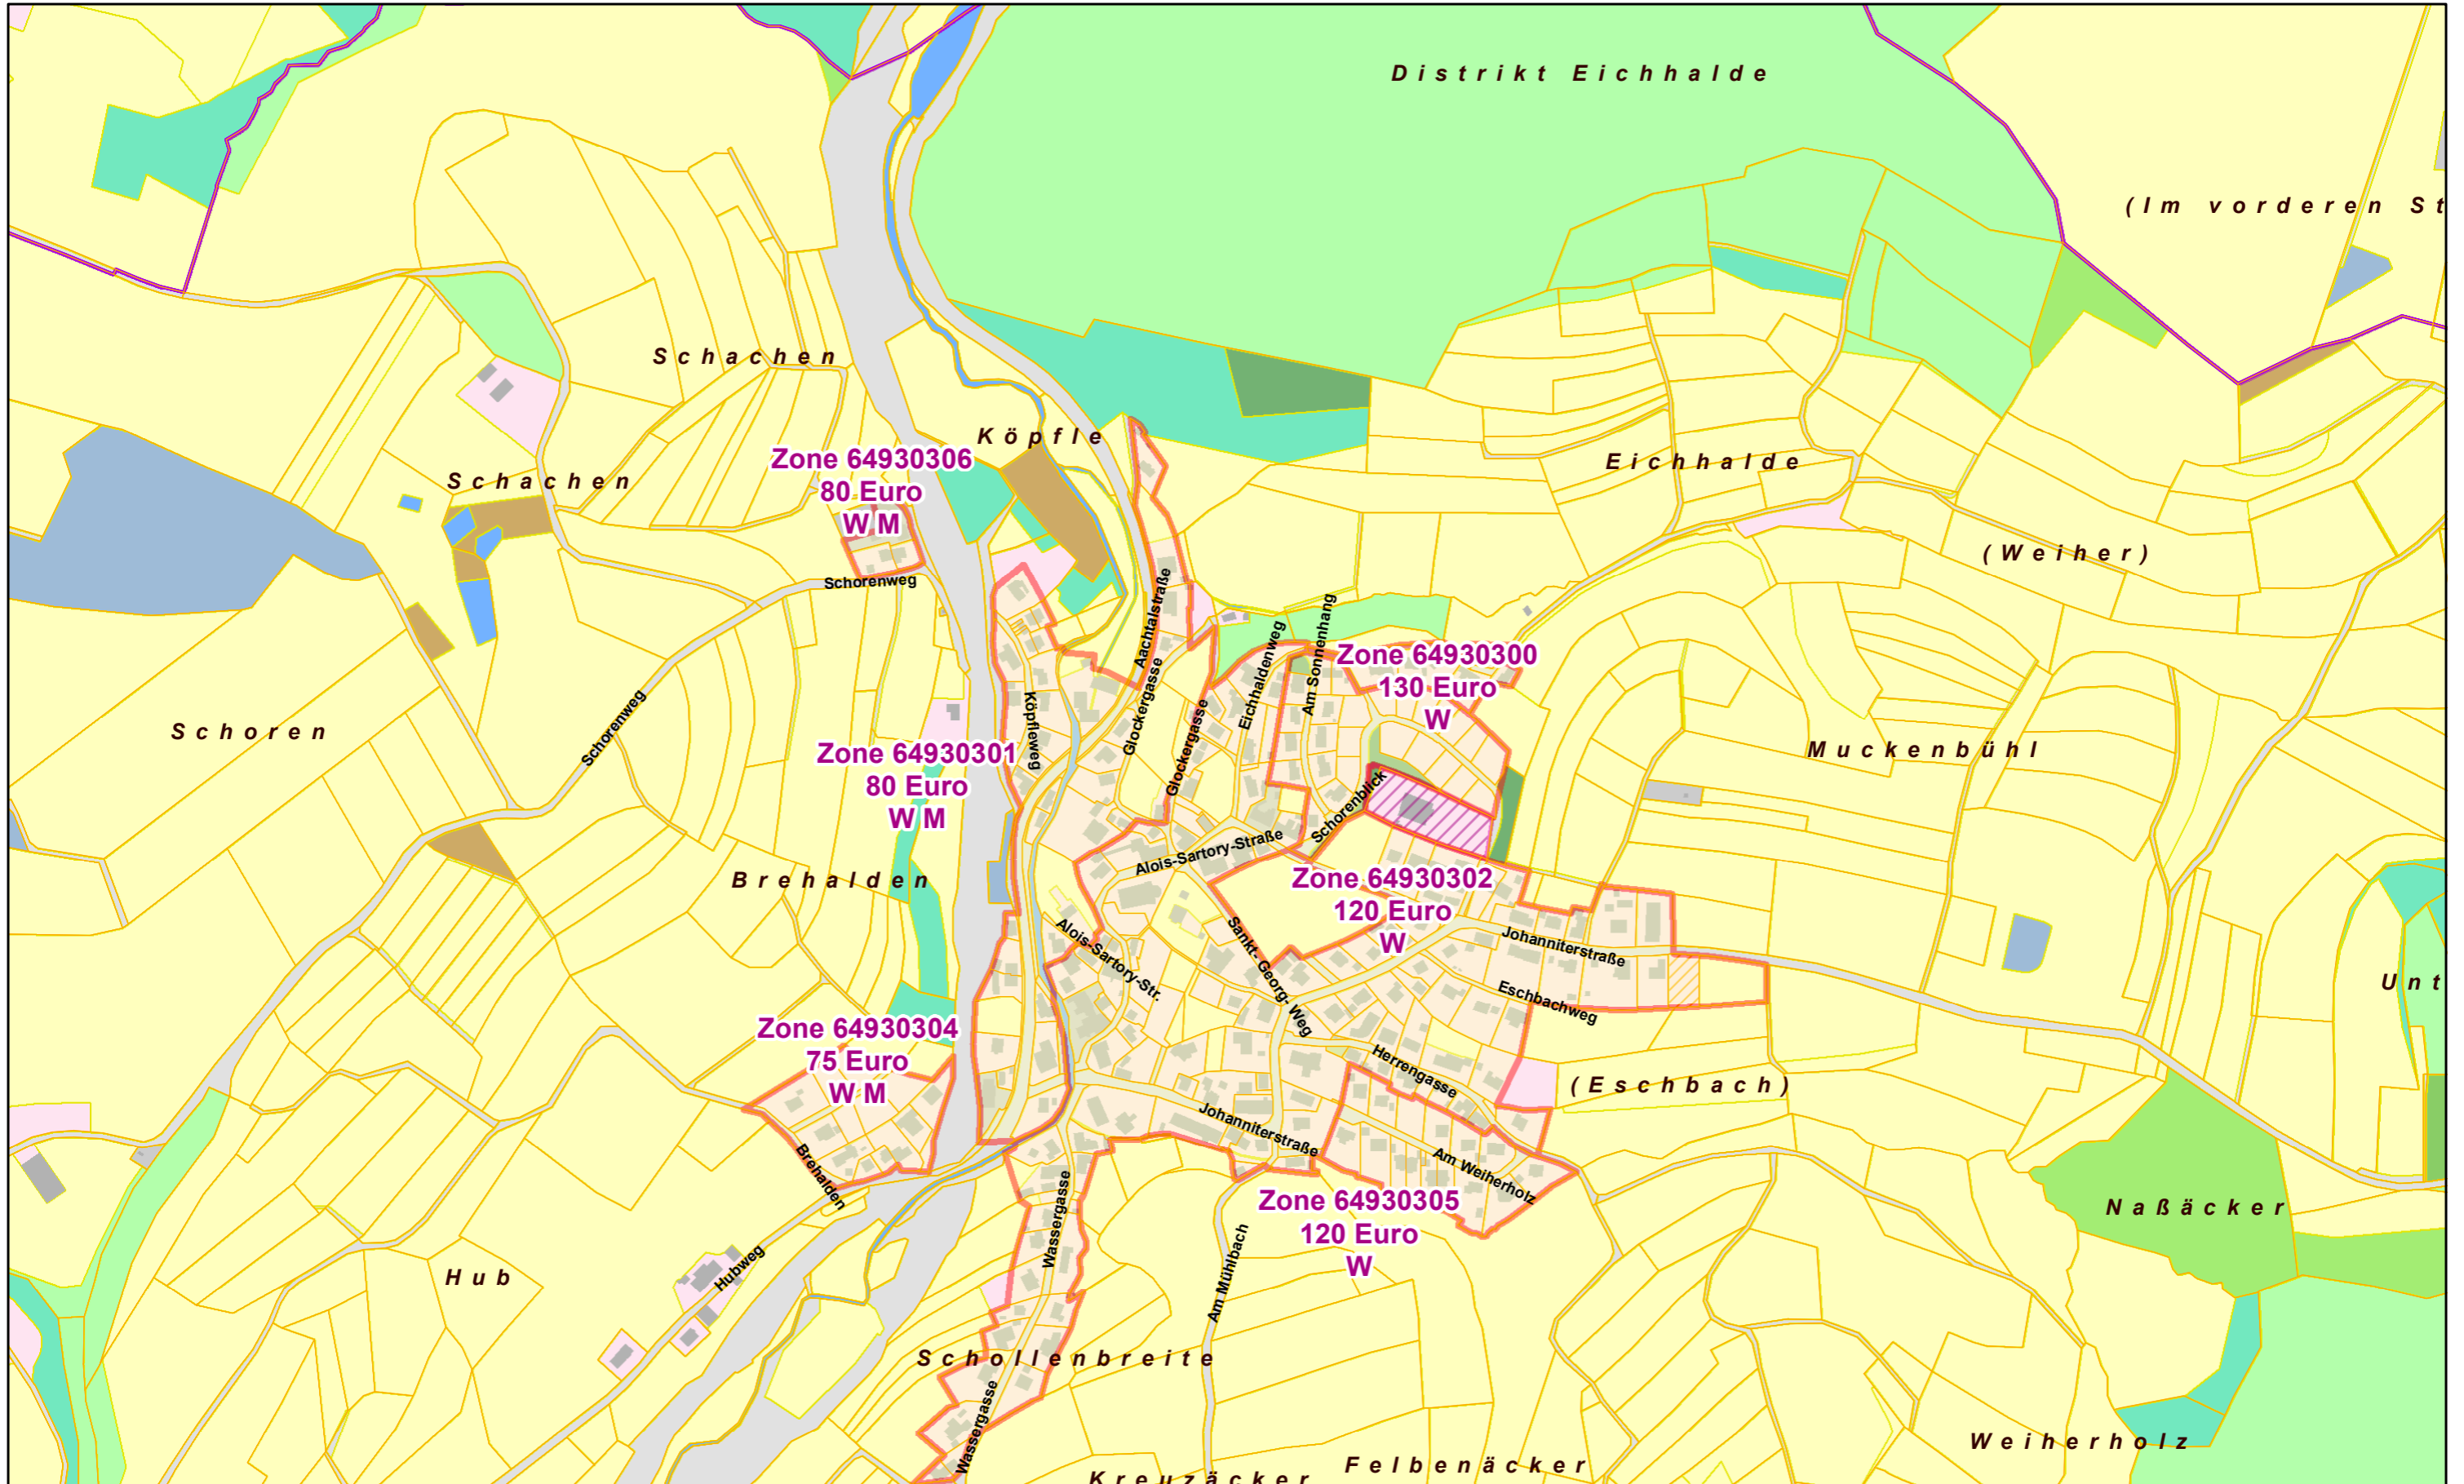 Distrikt Eichhalde
(Im vorderen St
Schachen
Köpfle
Zone 64930306
80 Euro
W M
Eichhalde
Schachen
(Weiher)
Schorenweg
Aachtalstraße
Am Sonnenhang
Eichhaldenweg
Zone 64930300
130 Euro
W
Glockergasse
Köpfleweg
Schorenweg
Schoren
Glockergasse
Muckenbühl
Zone 64930301
80 Euro
W M
Schorenblick
Alois-Sartory-Straße
Brehalden
Zone 64930302
120 Euro
W
Sankt- Georg- Weg
Alois-Sartory-Str.
Johanniterstraße
Unt
Eschbachweg
Zone 64930304
75 Euro
W M
Herrengasse
(Eschbach)
Johanniterstraße
Am Weiherholz
Brehalden
Wassergasse
Zone 64930305
120 Euro
W
Naßäcker
Hub
Hubweg
Am Mühlbach
Schollenbreite
Wassergasse
Weiherholz
Felbenäcker
Kreuzäcker